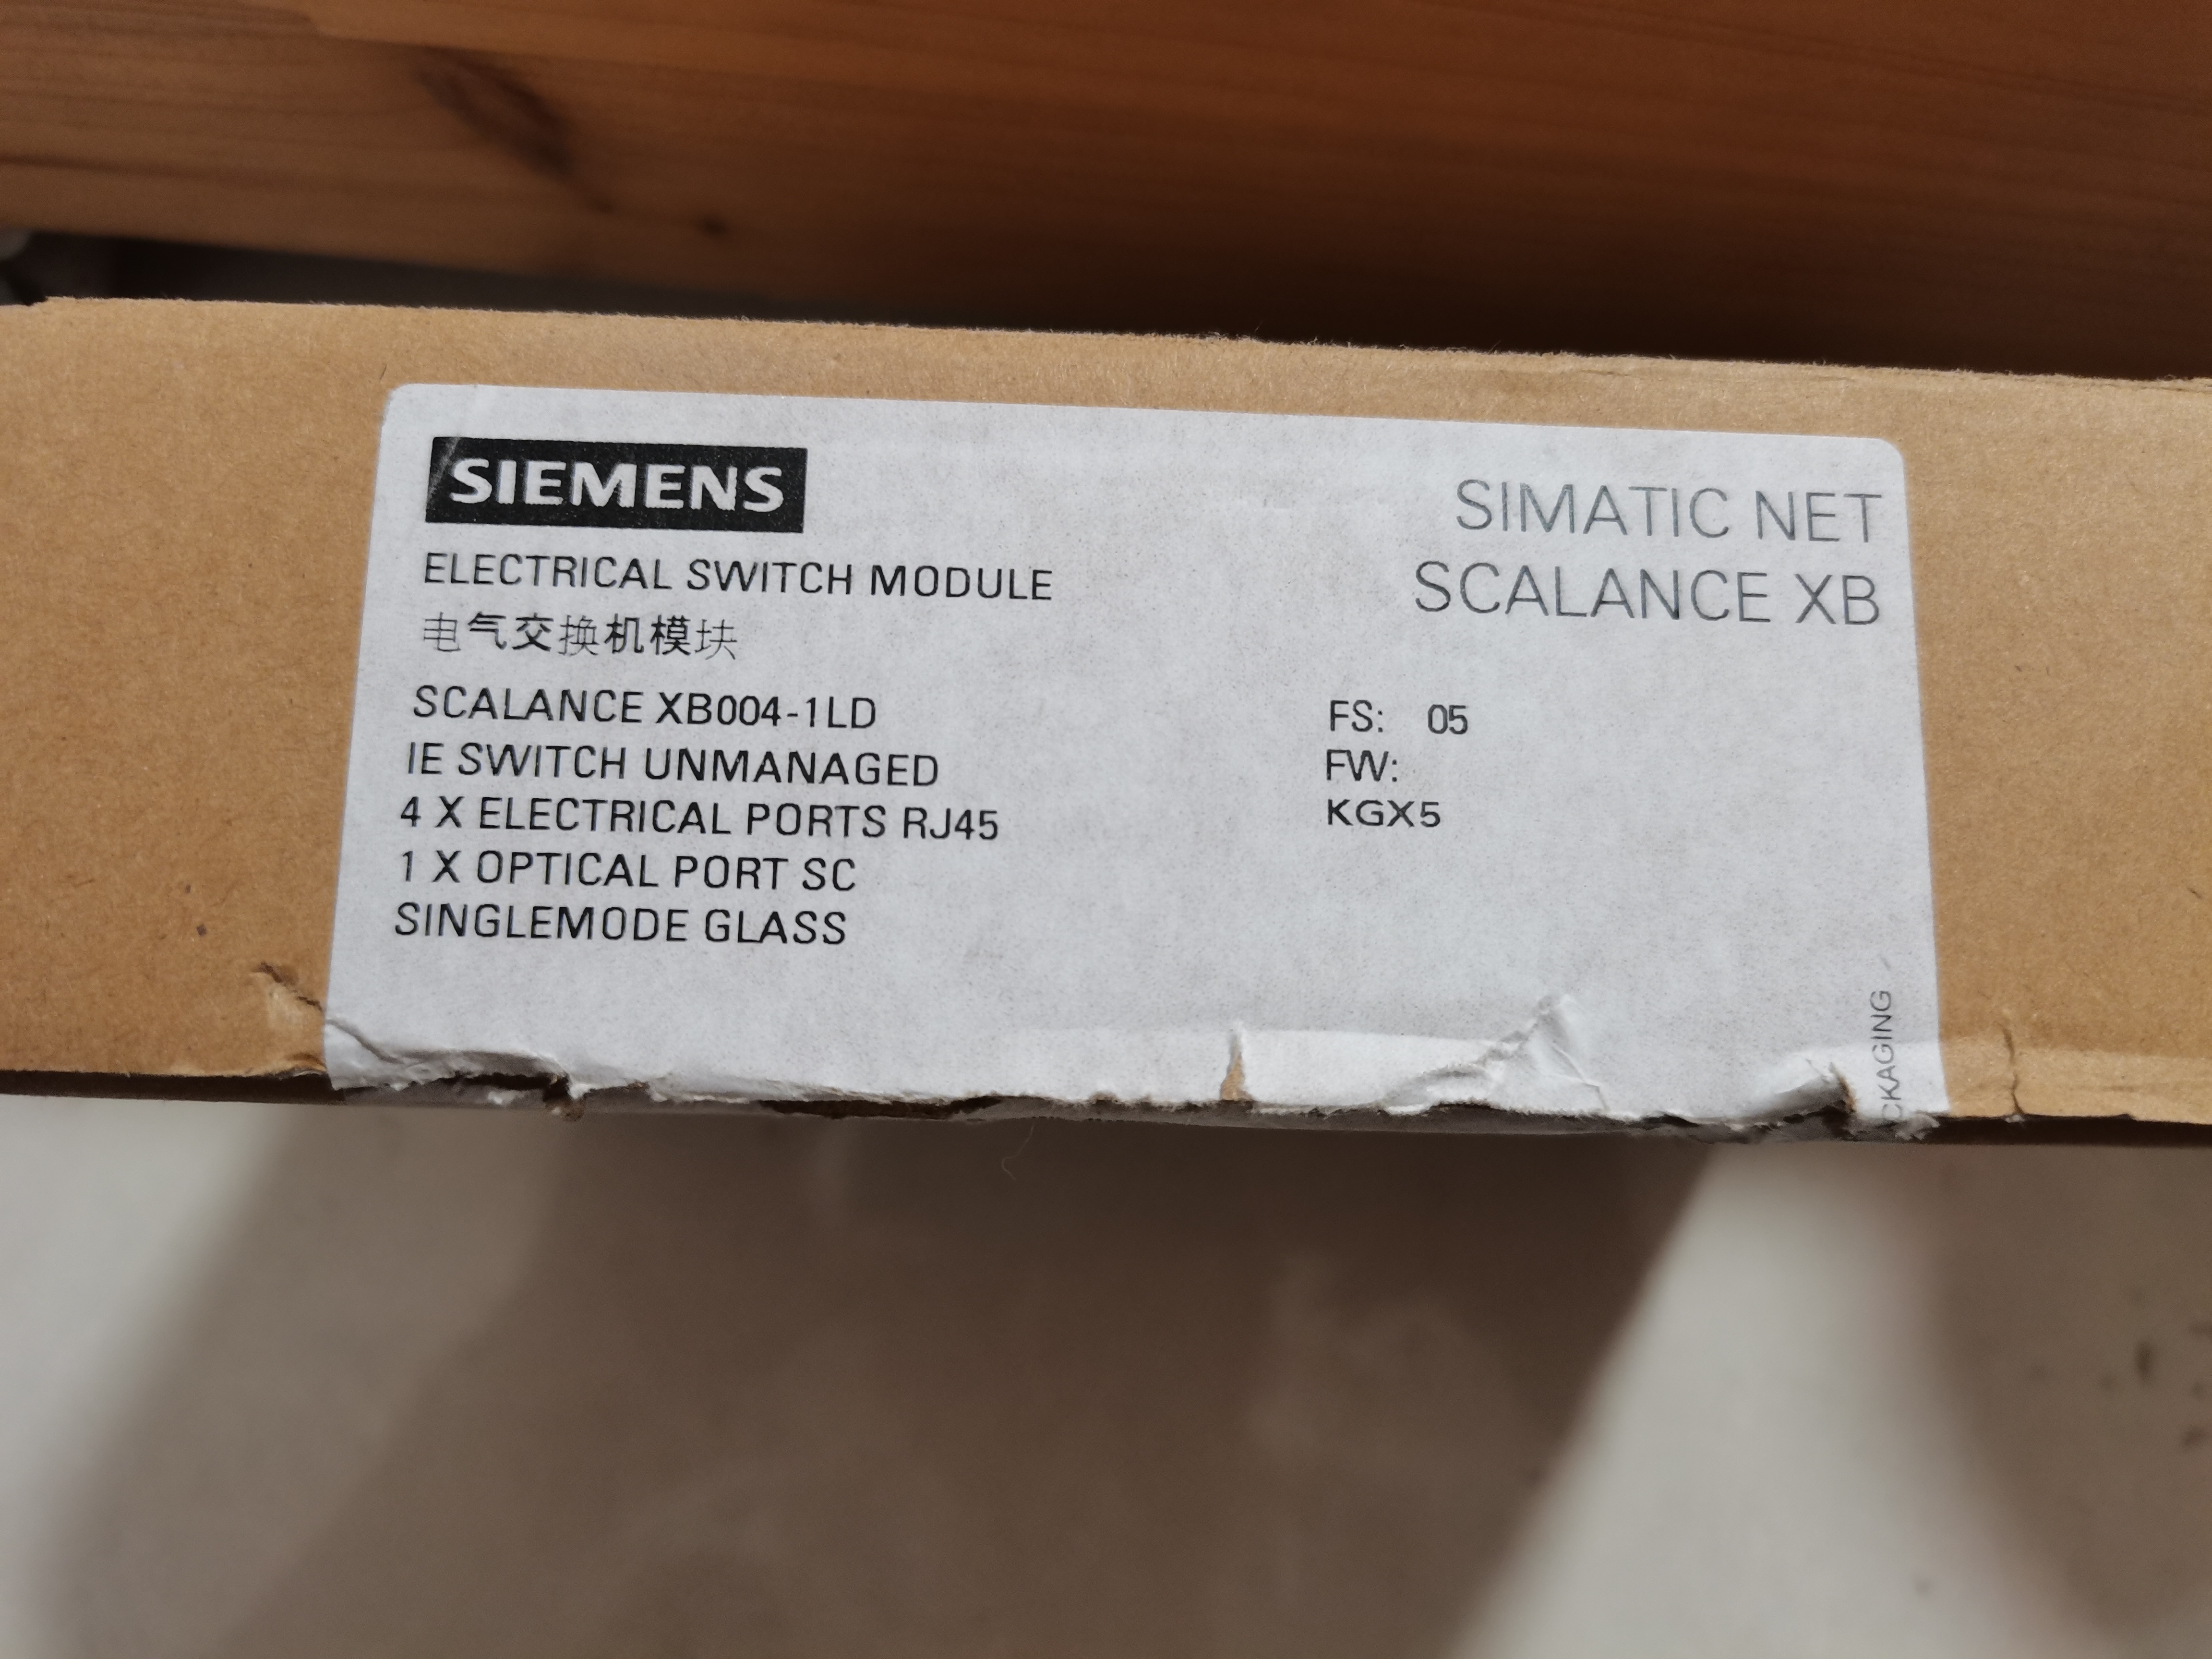 SIEMENS
SIMATIC NET
SCALANCE XB
ELECTRICAL SWITCH MODULE
电气交换机模块
SCALANCE XB004-1LD
IE SWITCH UNMANAGED
4 X ELECTRICAL PORTS RJ45
1 X OPTICAL PORT SC
SINGLEMODE GLASS
FS: 05
FW:
KGX5
CKAGING